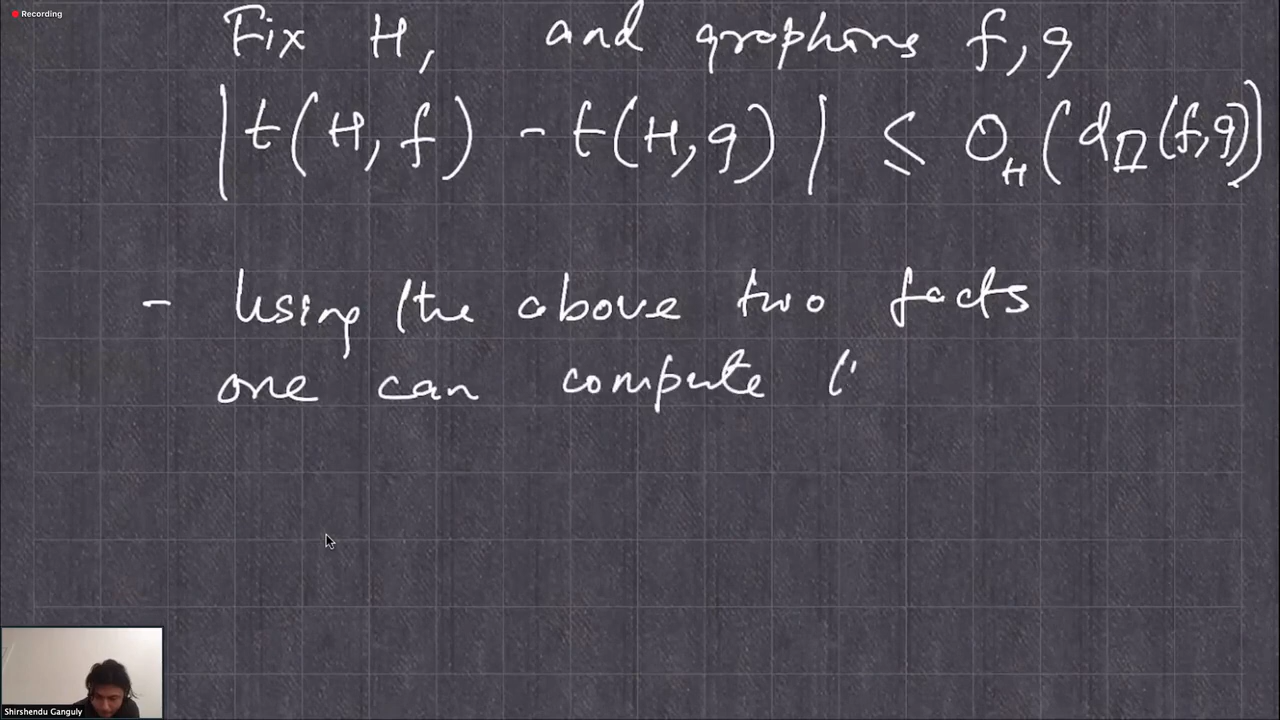 Recording
Fix H, and graphons f, g
|t(H, f) - t(H, g)| ≤ O_H(d_□(f,g))
- Using the above two facts
one can compute
Shirshendu Ganguly